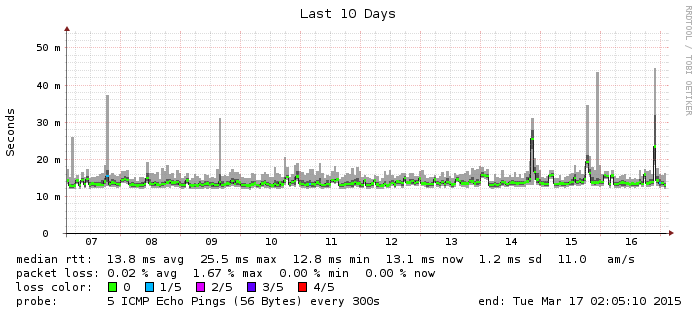 Last 10 Days
RRDTOOL / TOBI OETIKER
Seconds
50 m
40 m
30 m
20 m
10 m
0
07 08 09 10 11 12 13 14 15 16
median rtt: 13.8 ms avg 25.5 ms max 12.8 ms min 13.1 ms now 1.2 ms sd 11.0 am/s
packet loss: 0.02 % avg 1.67 % max 0.00 % min 0.00 % now
loss color: 0 1/5 2/5 3/5 4/5
probe: 5 ICMP Echo Pings (56 Bytes) every 300s end: Tue Mar 17 02:05:10 2015